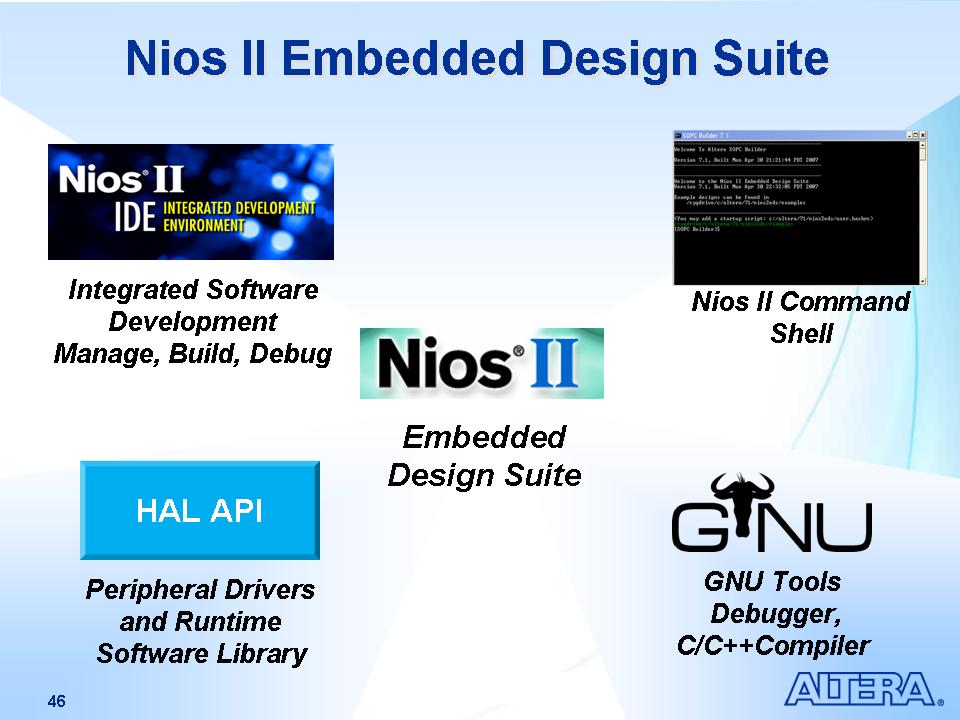 Nios II Embedded Design Suite
Nios® II
IDE INTEGRATED DEVELOPMENT
ENVIRONMENT
Integrated Software
Development
Manage, Build, Debug
SOPC Builder 7.1
Welcome To Altera SOPC Builder
Version 7.1, Built Mon Apr 30 21:21:44 PDT 2007
Welcome to the Nios II Embedded Design Suite
Version 7.1, Built Mon Apr 30 22:32:05 PDT 2007
Example designs can be found in
/cygdrive/c/altera/71/nios2eds/examples
(You may add a startup script: c:/altera/71/nios2eds/user.bashrc)
/cygdrive/c/altera/71/nios2eds/examples
[SOPC Builder]$
Nios II Command
Shell
Nios® II
Embedded
Design Suite
HAL API
Peripheral Drivers
and Runtime
Software Library
GNU
GNU Tools
Debugger,
C/C++Compiler
46
ALTERA®